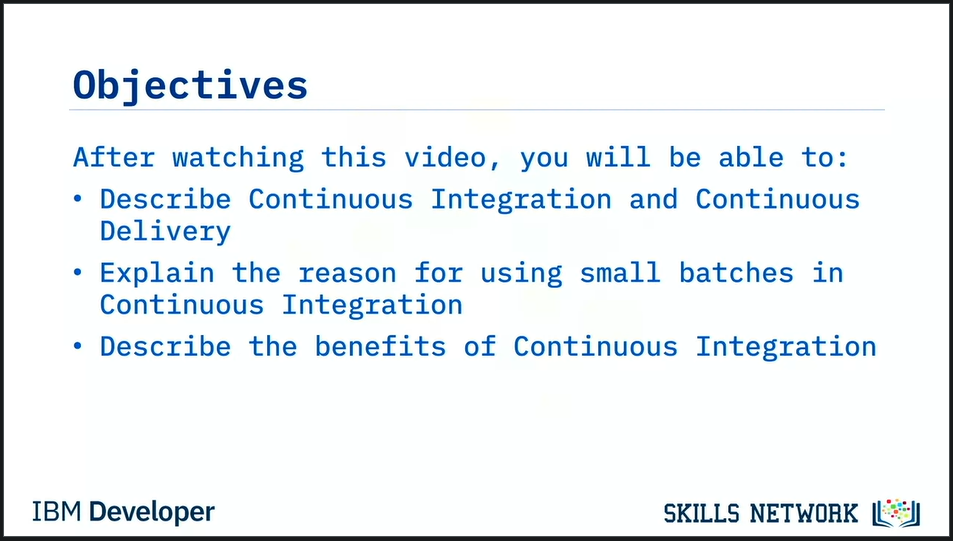 Objectives
After watching this video, you will be able to:
• Describe Continuous Integration and Continuous
Delivery
• Explain the reason for using small batches in
Continuous Integration
• Describe the benefits of Continuous Integration
IBM Developer
SKILLS NETWORK